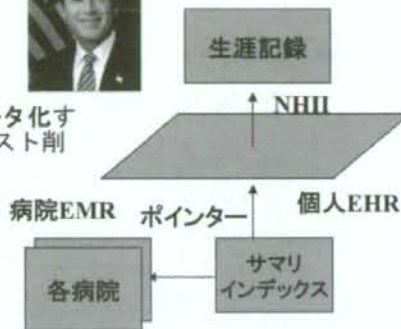 生涯記録
NHII
タ化す
スト削
病院EMR
ポインター
個人EHR
各病院
サマリ
インデックス